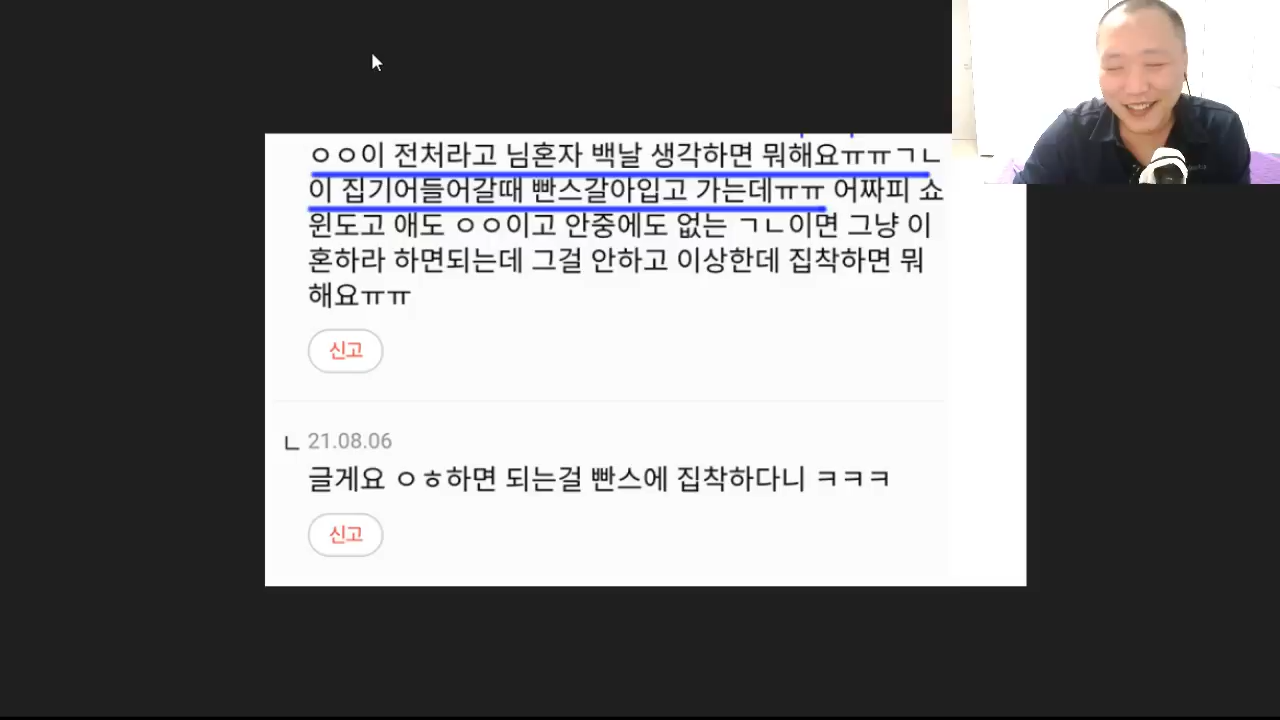 ㅇㅇ이 전처라고 님혼자 백날 생각하면 뭐해요ㅠㅠㄱㄴ
이 집기어들어갈때 빤스갈아입고 가는데ㅠㅠ 어짜피 쇼
윈도고 애도 ㅇㅇ이고 안중에도 없는 ㄱㄴ이면 그냥 이
혼하라 하면되는데 그걸 안하고 이상한데 집착하면 뭐
해요ㅠㅠ
신고
ㄴ 21.08.06
글게요 ㅇㅎ하면 되는걸 빤스에 집착하다니 ㅋㅋㅋ
신고